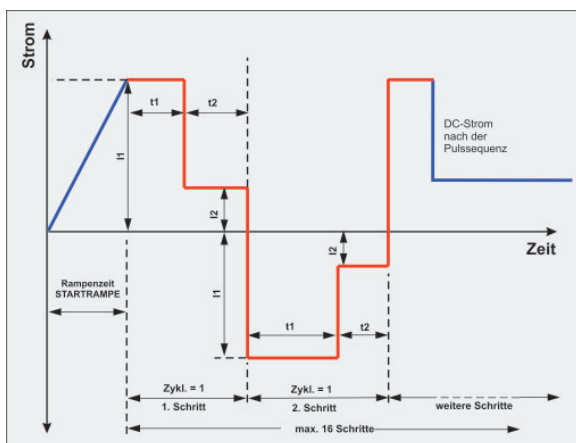 Strom
t1
t2
I1
I2
DC-Strom
nach der
Pulssequenz
Zeit
I2
I1
Rampenzeit
STARTRAMPE
t1
t2
Zykl. = 1
Zykl. = 1
1. Schritt
2. Schritt
weitere Schritte
max. 16 Schritte